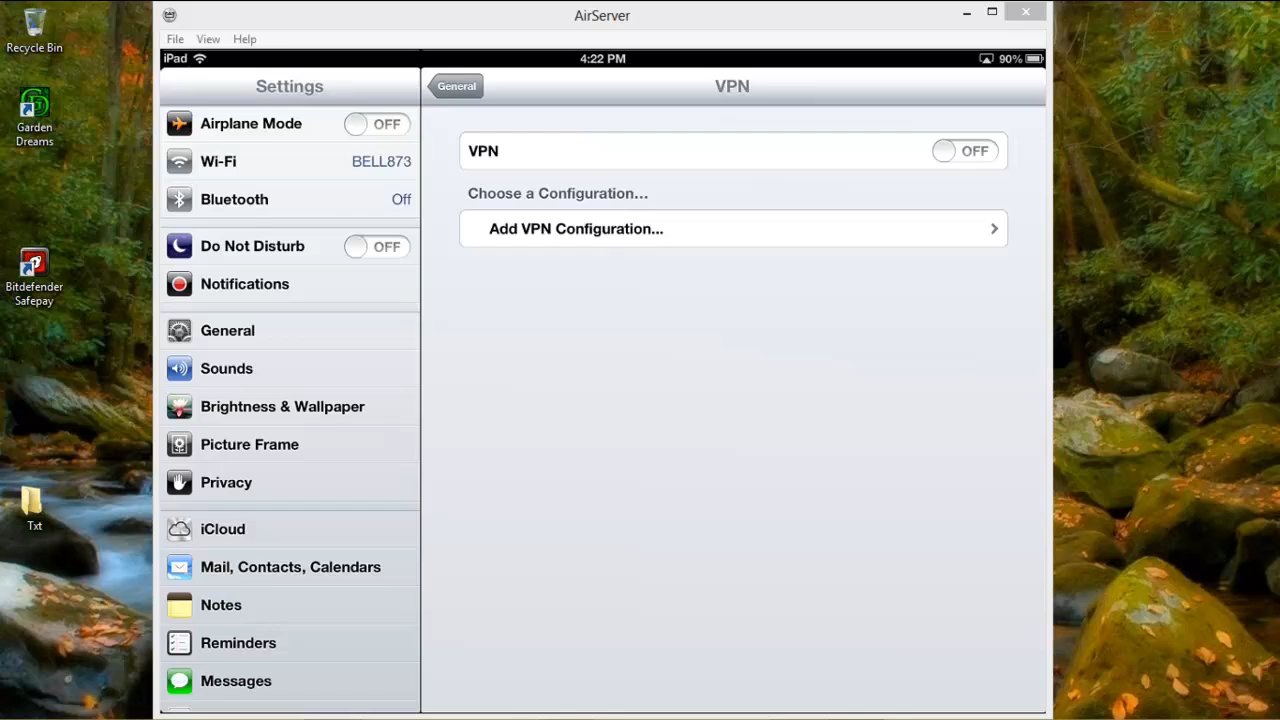 AirServer
File View Help
iPad 4:22 PM 90%
Settings
General
VPN
Airplane Mode OFF
Wi-Fi BELL873
Bluetooth Off
Do Not Disturb OFF
Notifications
General
Sounds
Brightness & Wallpaper
Picture Frame
Privacy
iCloud
Mail, Contacts, Calendars
Notes
Reminders
Messages
VPN OFF
Choose a Configuration...
Add VPN Configuration...
Recycle Bin
Garden
Dreams
Bitdefender
Safepay
Txt